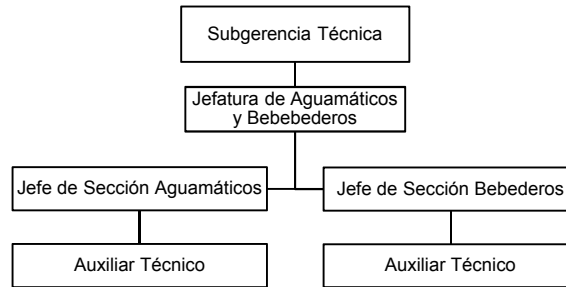 Subgerencia Técnica
Jefatura de Aguamáticos
y Bebebederos
Jefe de Sección Aguamáticos
Jefe de Sección Bebederos
Auxiliar Técnico
Auxiliar Técnico